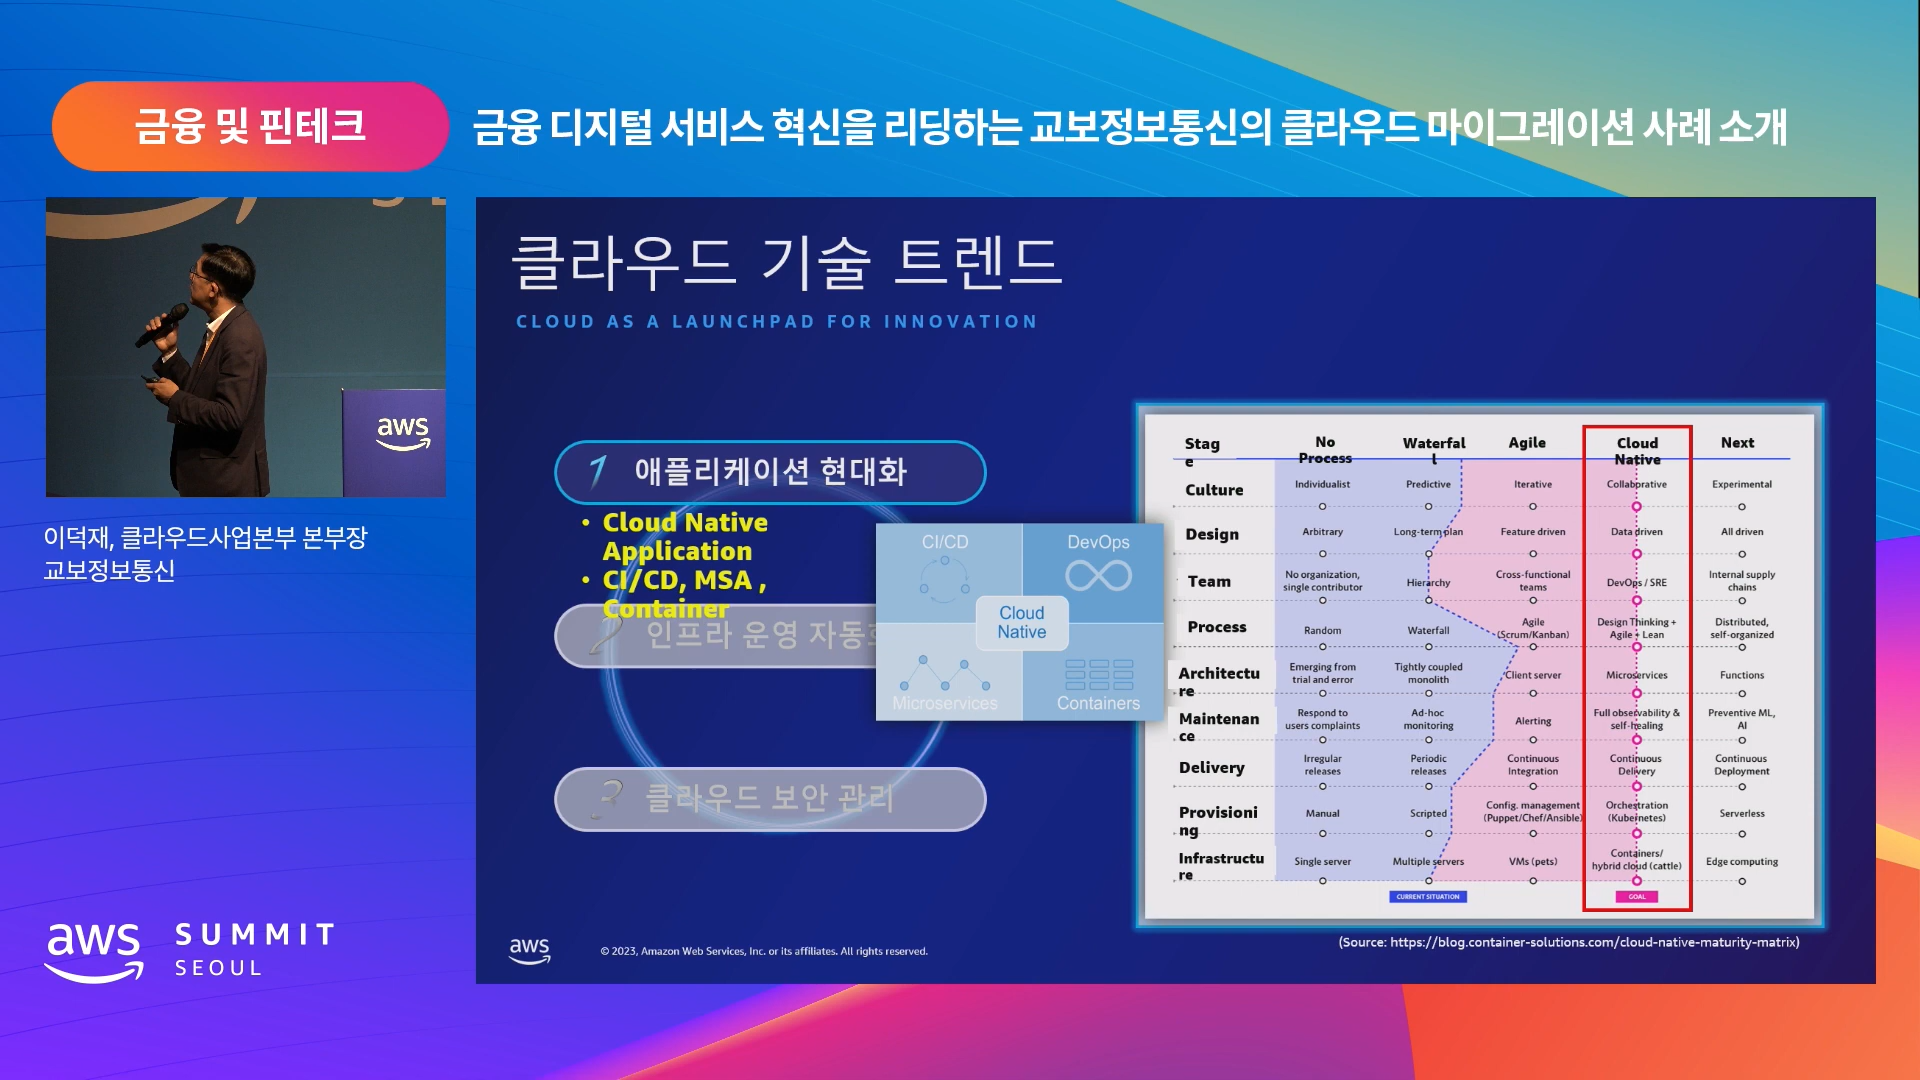 금융 및 핀테크
금융 디지털 서비스 혁신을 리딩하는 교보정보통신의 클라우드 마이그레이션 사례 소개
aws
이덕재, 클라우드사업본부 본부장
교보정보통신
aws SUMMIT
SEOUL
클라우드 기술 트렌드
CLOUD AS A LAUNCHPAD FOR INNOVATION
1 애플리케이션 현대화
• Cloud Native
Application
• CI/CD, MSA ,
Container
2 인프라 운영 자동화
3 클라우드 보안 관리
CI/CD
DevOps
Cloud
Native
Microservices
Containers
Stag
e
No
Process
Waterfal
l
Agile
Cloud
Native
Next
Culture
Individualist
Predictive
Iterative
Collaborative
Experimental
Design
Arbitrary
Long-term plan
Feature driven
Data driven
All driven
Team
No organization,
single contributor
Hierarchy
Cross-functional
teams
DevOps / SRE
Internal supply
chains
Process
Random
Waterfall
Agile
(Scrum/Kanban)
Design Thinking +
Agile + Lean
Distributed,
self-organized
Architectu
re
Emerging from
trial and error
Tightly coupled
monolith
Client server
Microservices
Functions
Maintenan
ce
Respond to
users complaints
Ad-hoc
monitoring
Alerting
Full observability &
self-healing
Preventive ML,
AI
Delivery
Irregular
releases
Periodic
releases
Continuous
Integration
Continuous
Delivery
Continuous
Deployment
Provisioni
ng
Manual
Scripted
Config. management
(Puppet/Chef/Ansible)
Orchestration
(Kubernetes)
Serverless
Infrastructu
re
Single server
Multiple servers
VMs (pets)
Containers/
hybrid cloud (cattle)
Edge computing
CURRENT SITUATION
GOAL
aws
© 2023, Amazon Web Services, Inc. or its affiliates. All rights reserved.
(Source: https://blog.container-solutions.com/cloud-native-maturity-matrix)